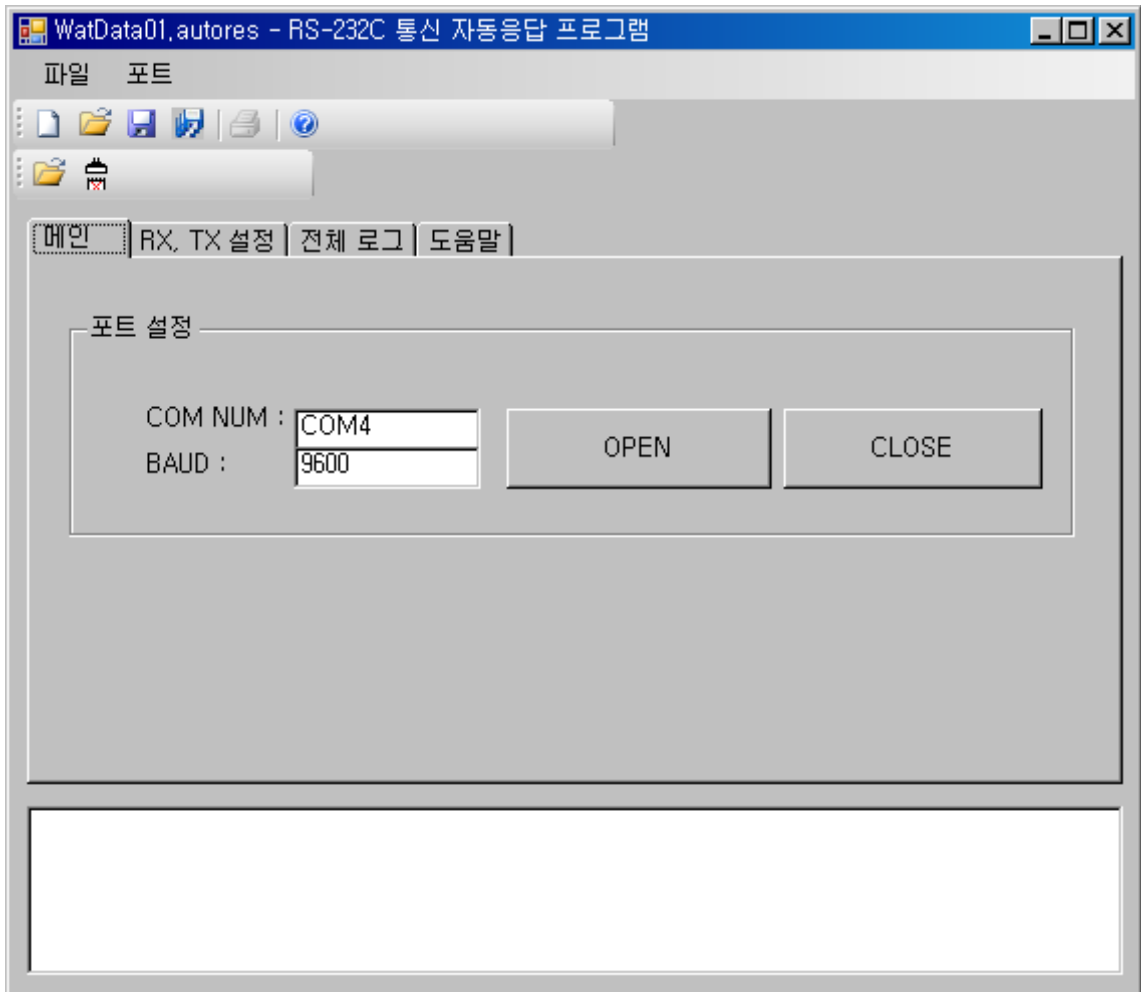 WatData01.autores - RS-232C 통신 자동응답 프로그램
파일 포트
메인 RX, TX 설정 전체 로그 도움말
포트 설정
COM NUM : COM4
BAUD : 9600
OPEN CLOSE